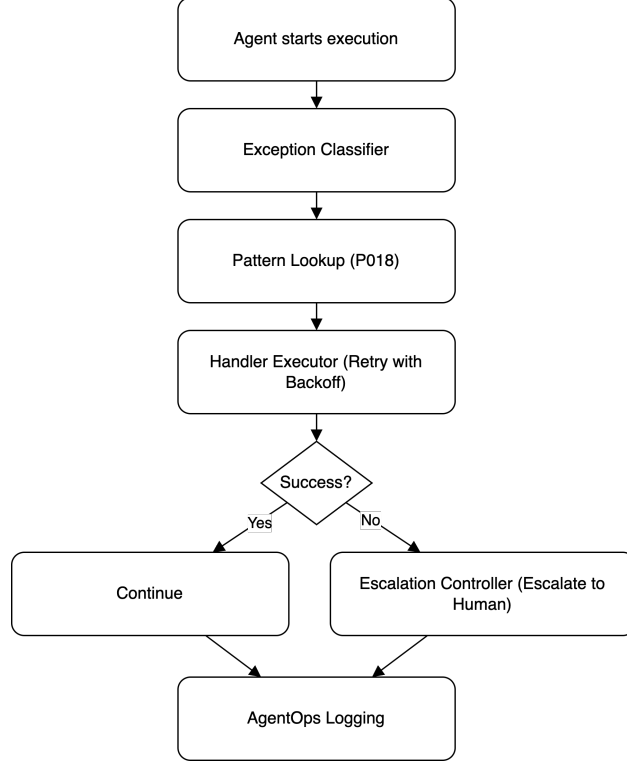 Agent starts execution
Exception Classifier
Pattern Lookup (P018)
Handler Executor (Retry with
Backoff)
Success?
Yes
No
Continue
Escalation Controller (Escalate to
Human)
AgentOps Logging